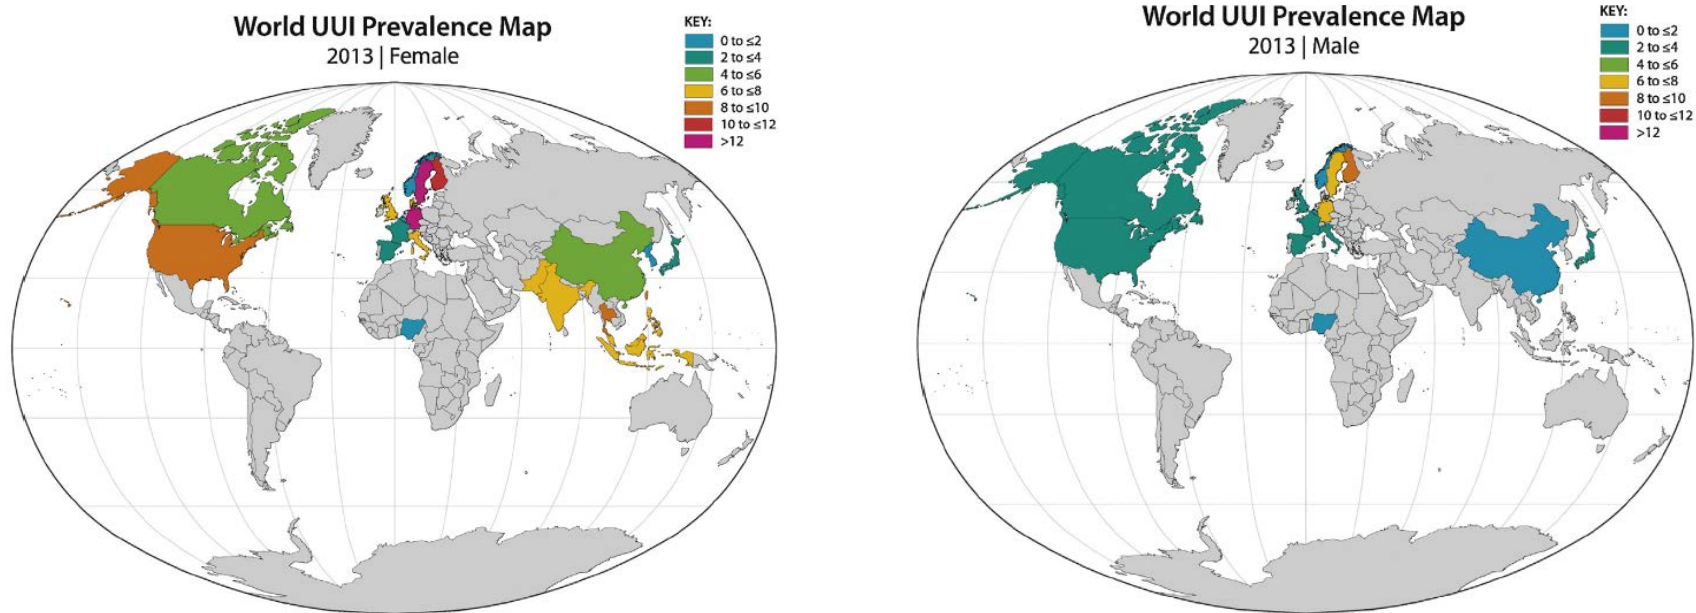 World UUI Prevalence Map
2013 | Female
KEY:
0 to ≤2
2 to ≤4
4 to ≤6
6 to ≤8
8 to ≤10
10 to ≤12
>12
World UUI Prevalence Map
2013 | Male
KEY:
0 to ≤2
2 to ≤4
4 to ≤6
6 to ≤8
8 to ≤10
10 to ≤12
>12